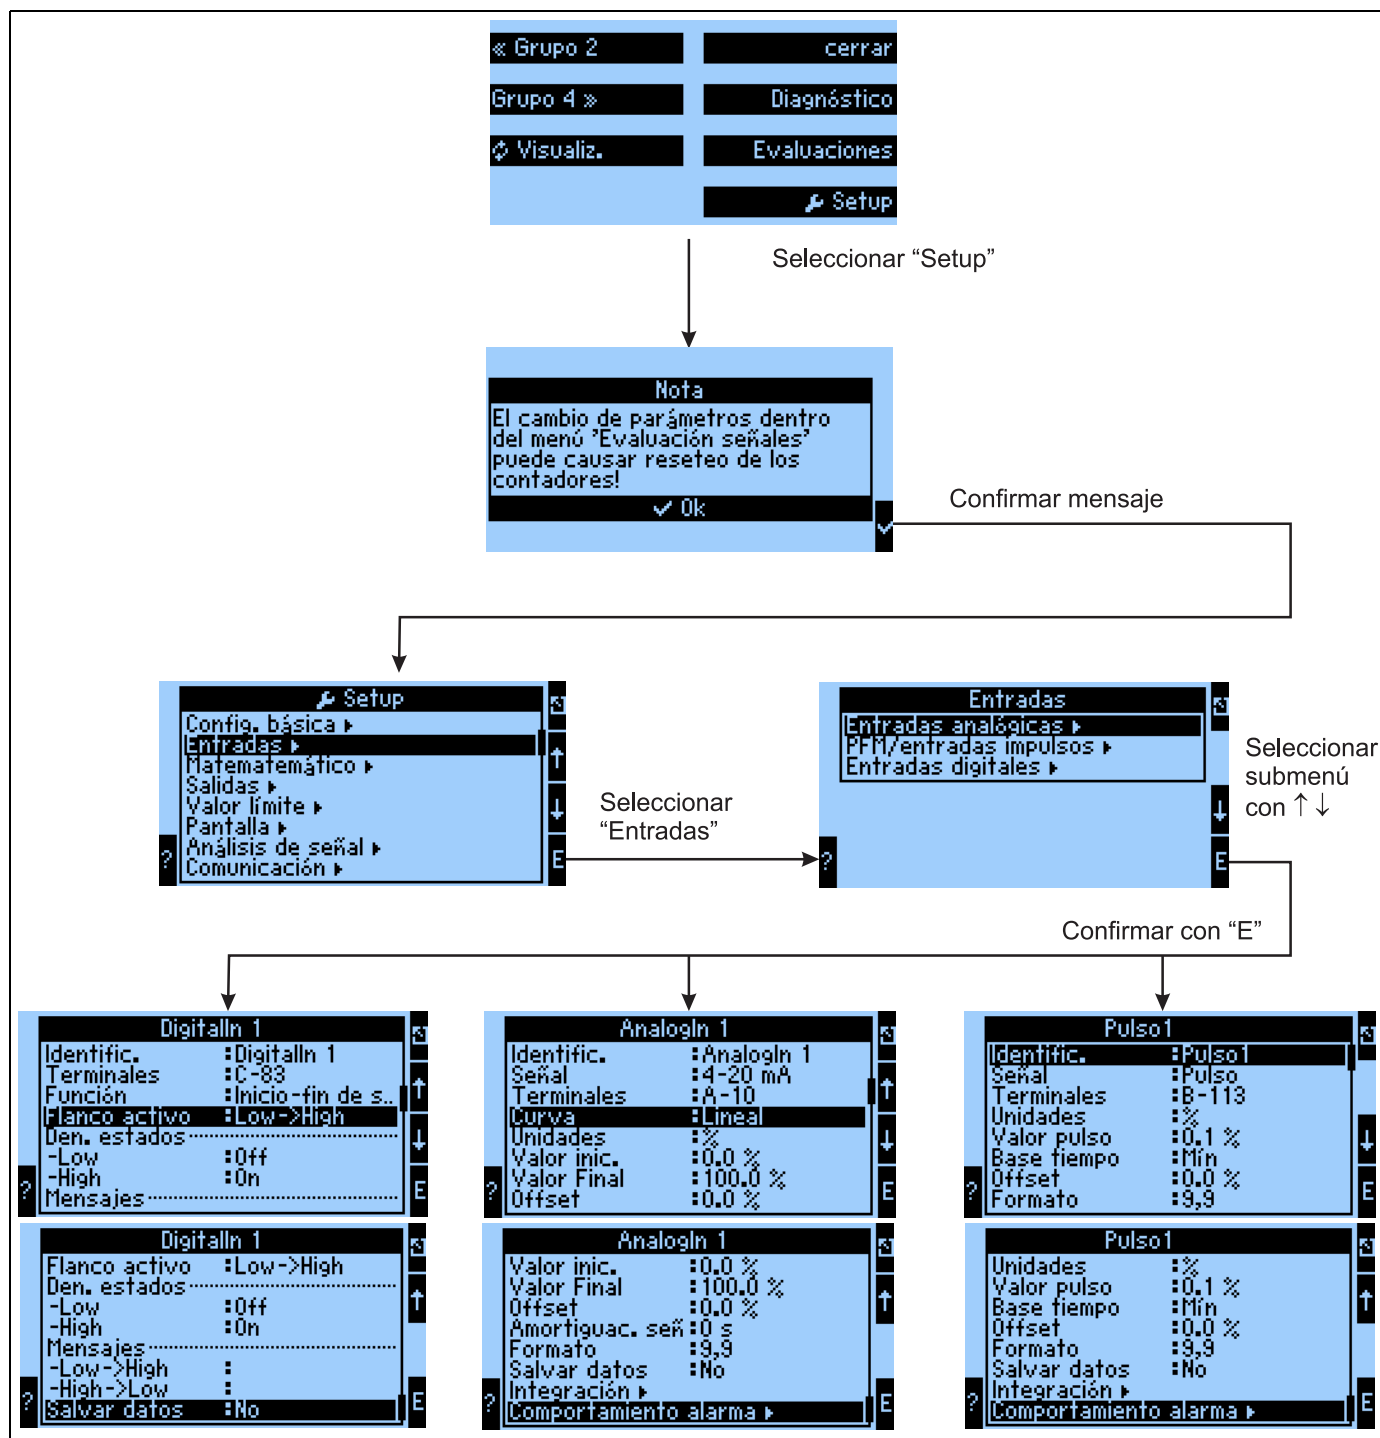 « Grupo 2
cerrar
Grupo 4 »
Diagnóstico
Visualiz.
Evaluaciones
Setup
Seleccionar “Setup”
Nota
El cambio de parámetros dentro
del menú 'Evaluación señales'
puede causar reseteo de los
contadores!
✓ Ok
Confirmar mensaje
Setup
Config. básica ▸
Entradas ▸
Matematemático ▸
Salidas ▸
Valor límite ▸
Pantalla ▸
Análisis de señal ▸
Comunicación ▸
?
↑
↓
E
Seleccionar
“Entradas”
Entradas
Entradas analógicas ▸
PFM/entradas impulsos ▸
Entradas digitales ▸
?
↓
E
Seleccionar
submenú
con ↑ ↓
Confirmar con “E”
DigitalIn 1
Identific. :DigitalIn 1
Terminales :C-83
Función :Inicio-fin de s..
Flanco activo :Low->High
Den. estados
-Low :Off
-High :On
Mensajes
?
↑
↓
E
AnalogIn 1
Identific. :AnalogIn 1
Señal :4-20 mA
Terminales :A-10
Curva :Lineal
Unidades :%
Valor inic. :0.0 %
Valor Final :100.0 %
Offset :0.0 %
?
↑
↓
E
Pulso1
Identific. :Pulso1
Señal :Pulso
Terminales :B-113
Unidades :%
Valor pulso :0.1 %
Base tiempo :Mín
Offset :0.0 %
Formato :9,9
?
↓
E
DigitalIn 1
Flanco activo :Low->High
Den. estados
-Low :Off
-High :On
Mensajes
-Low->High :
-High->Low :
Salvar datos :No
?
↑
E
AnalogIn 1
Valor inic. :0.0 %
Valor Final :100.0 %
Offset :0.0 %
Amortiguac. señ:0 s
Formato :9,9
Salvar datos :No
Integración ▸
Comportamiento alarma ▸
?
↑
E
Pulso1
Unidades :%
Valor pulso :0.1 %
Base tiempo :Mín
Offset :0.0 %
Formato :9,9
Salvar datos :No
Integración ▸
Comportamiento alarma ▸
?
↑
E